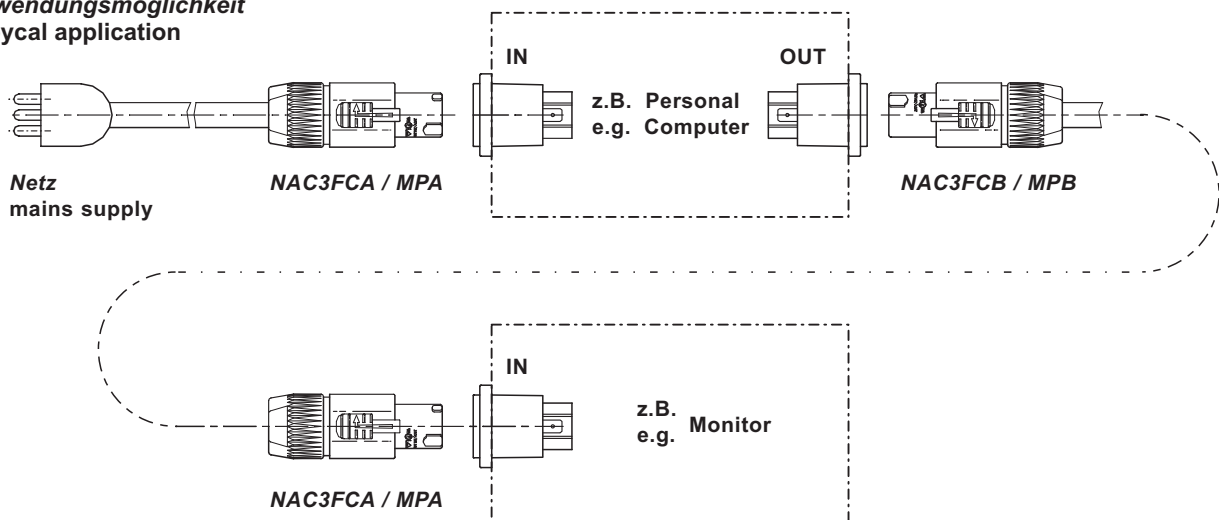 wendungsmöglichkeit
ycal application
IN
OUT
z.B. Personal
e.g. Computer
Netz
mains supply
NAC3FCA / MPA
NAC3FCB / MPB
IN
z.B.
e.g. Monitor
NAC3FCA / MPA